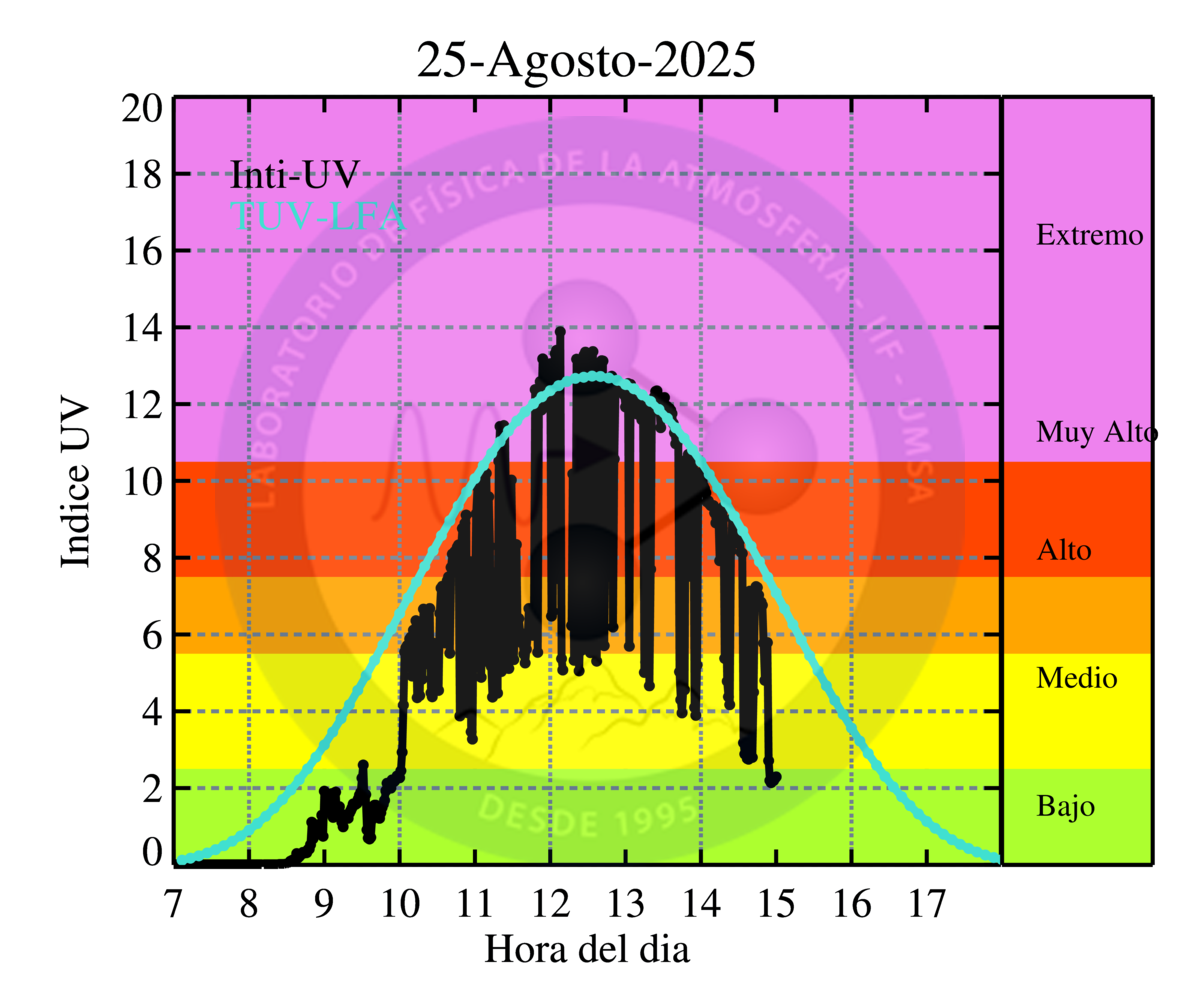 25-Agosto-2025
Inti-UV
TUV-LFA
LABORATORIO DE FÍSICA DE LA ATMÓSFERA - IIF - UMSA
DESDE 1995
Indice UV
20
18
16
14
12
10
8
6
4
2
0
Extremo
Muy Alto
Alto
Medio
Bajo
7 8 9 10 11 12 13 14 15 16 17
Hora del dia